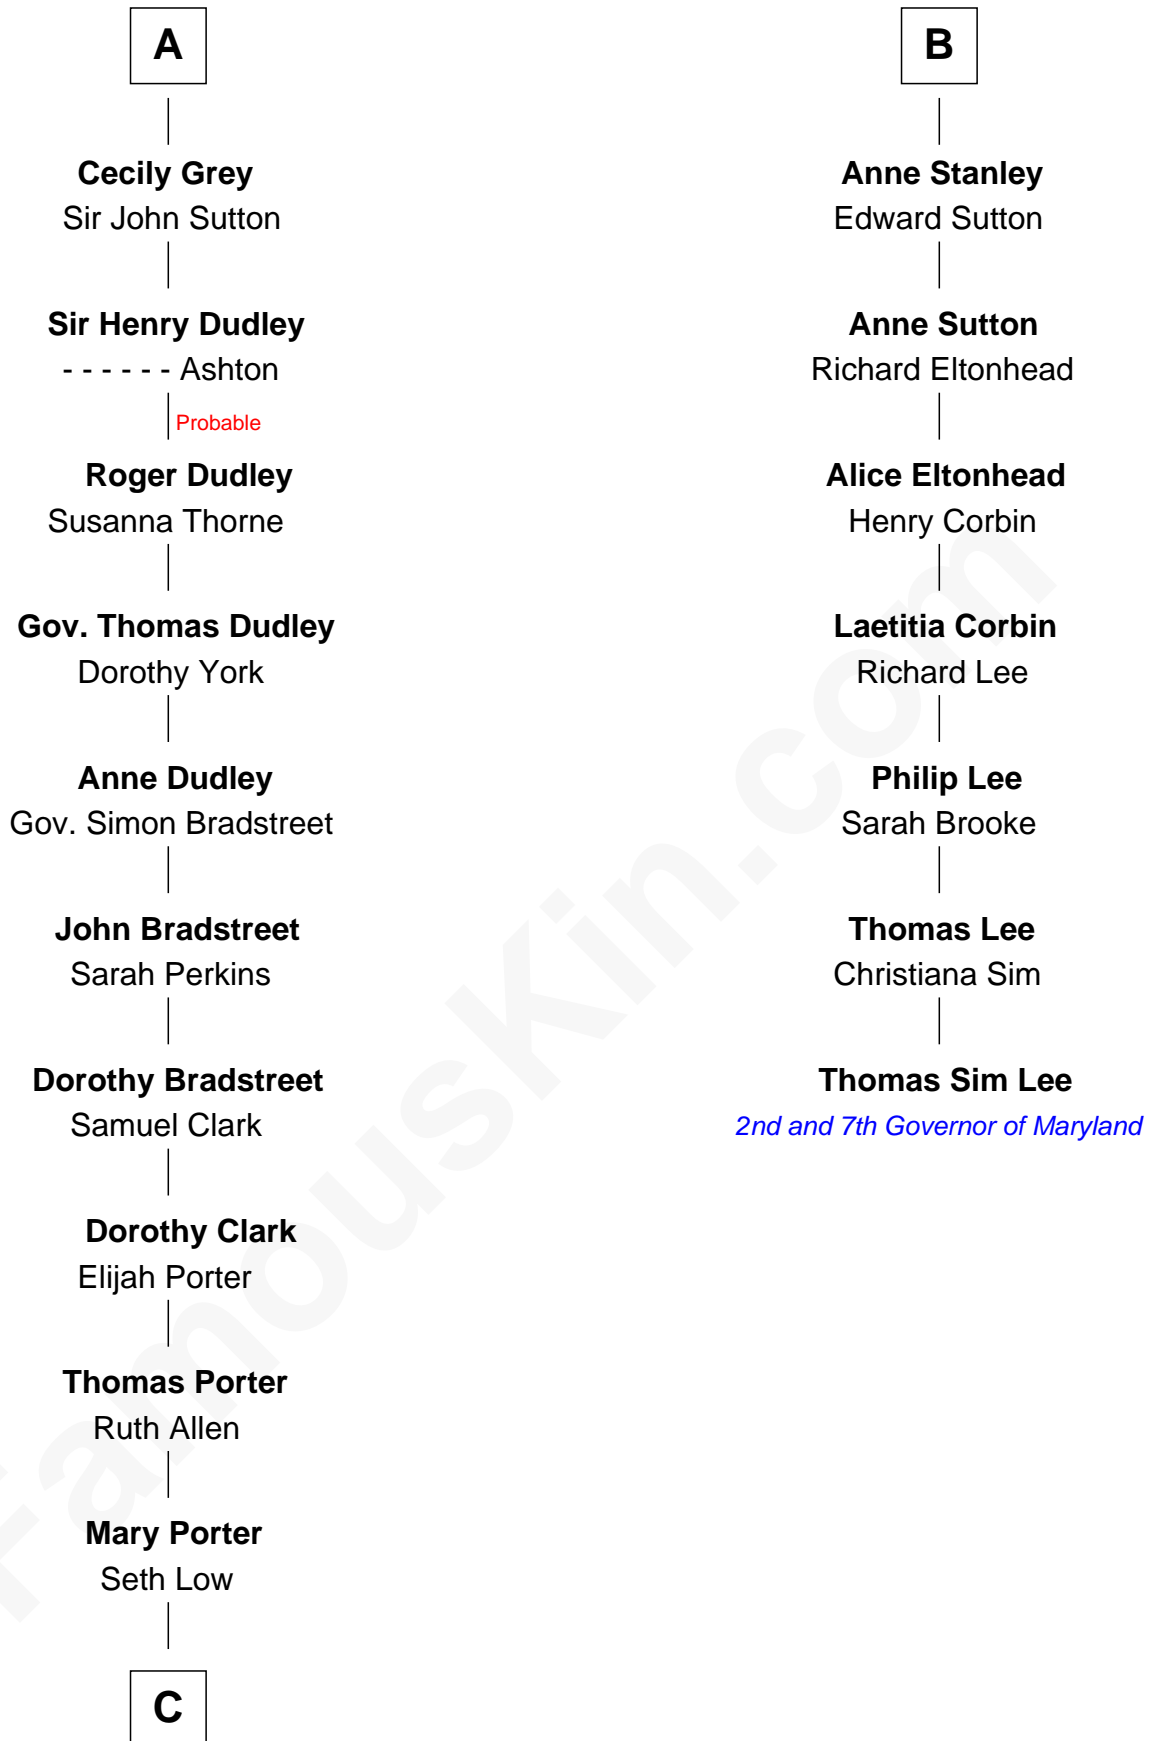 A
Cecily Grey
Sir John Sutton
Sir Henry Dudley
- - - - - - Ashton
Probable
Roger Dudley
Susanna Thorne
Gov. Thomas Dudley
Dorothy York
Anne Dudley
Gov. Simon Bradstreet
John Bradstreet
Sarah Perkins
Dorothy Bradstreet
Samuel Clark
Dorothy Clark
Elijah Porter
Thomas Porter
Ruth Allen
Mary Porter
Seth Low
C
B
Anne Stanley
Edward Sutton
Anne Sutton
Richard Eltonhead
Alice Eltonhead
Henry Corbin
Laetitia Corbin
Richard Lee
Philip Lee
Sarah Brooke
Thomas Lee
Christiana Sim
Thomas Sim Lee
2nd and 7th Governor of Maryland
FamousKin.com